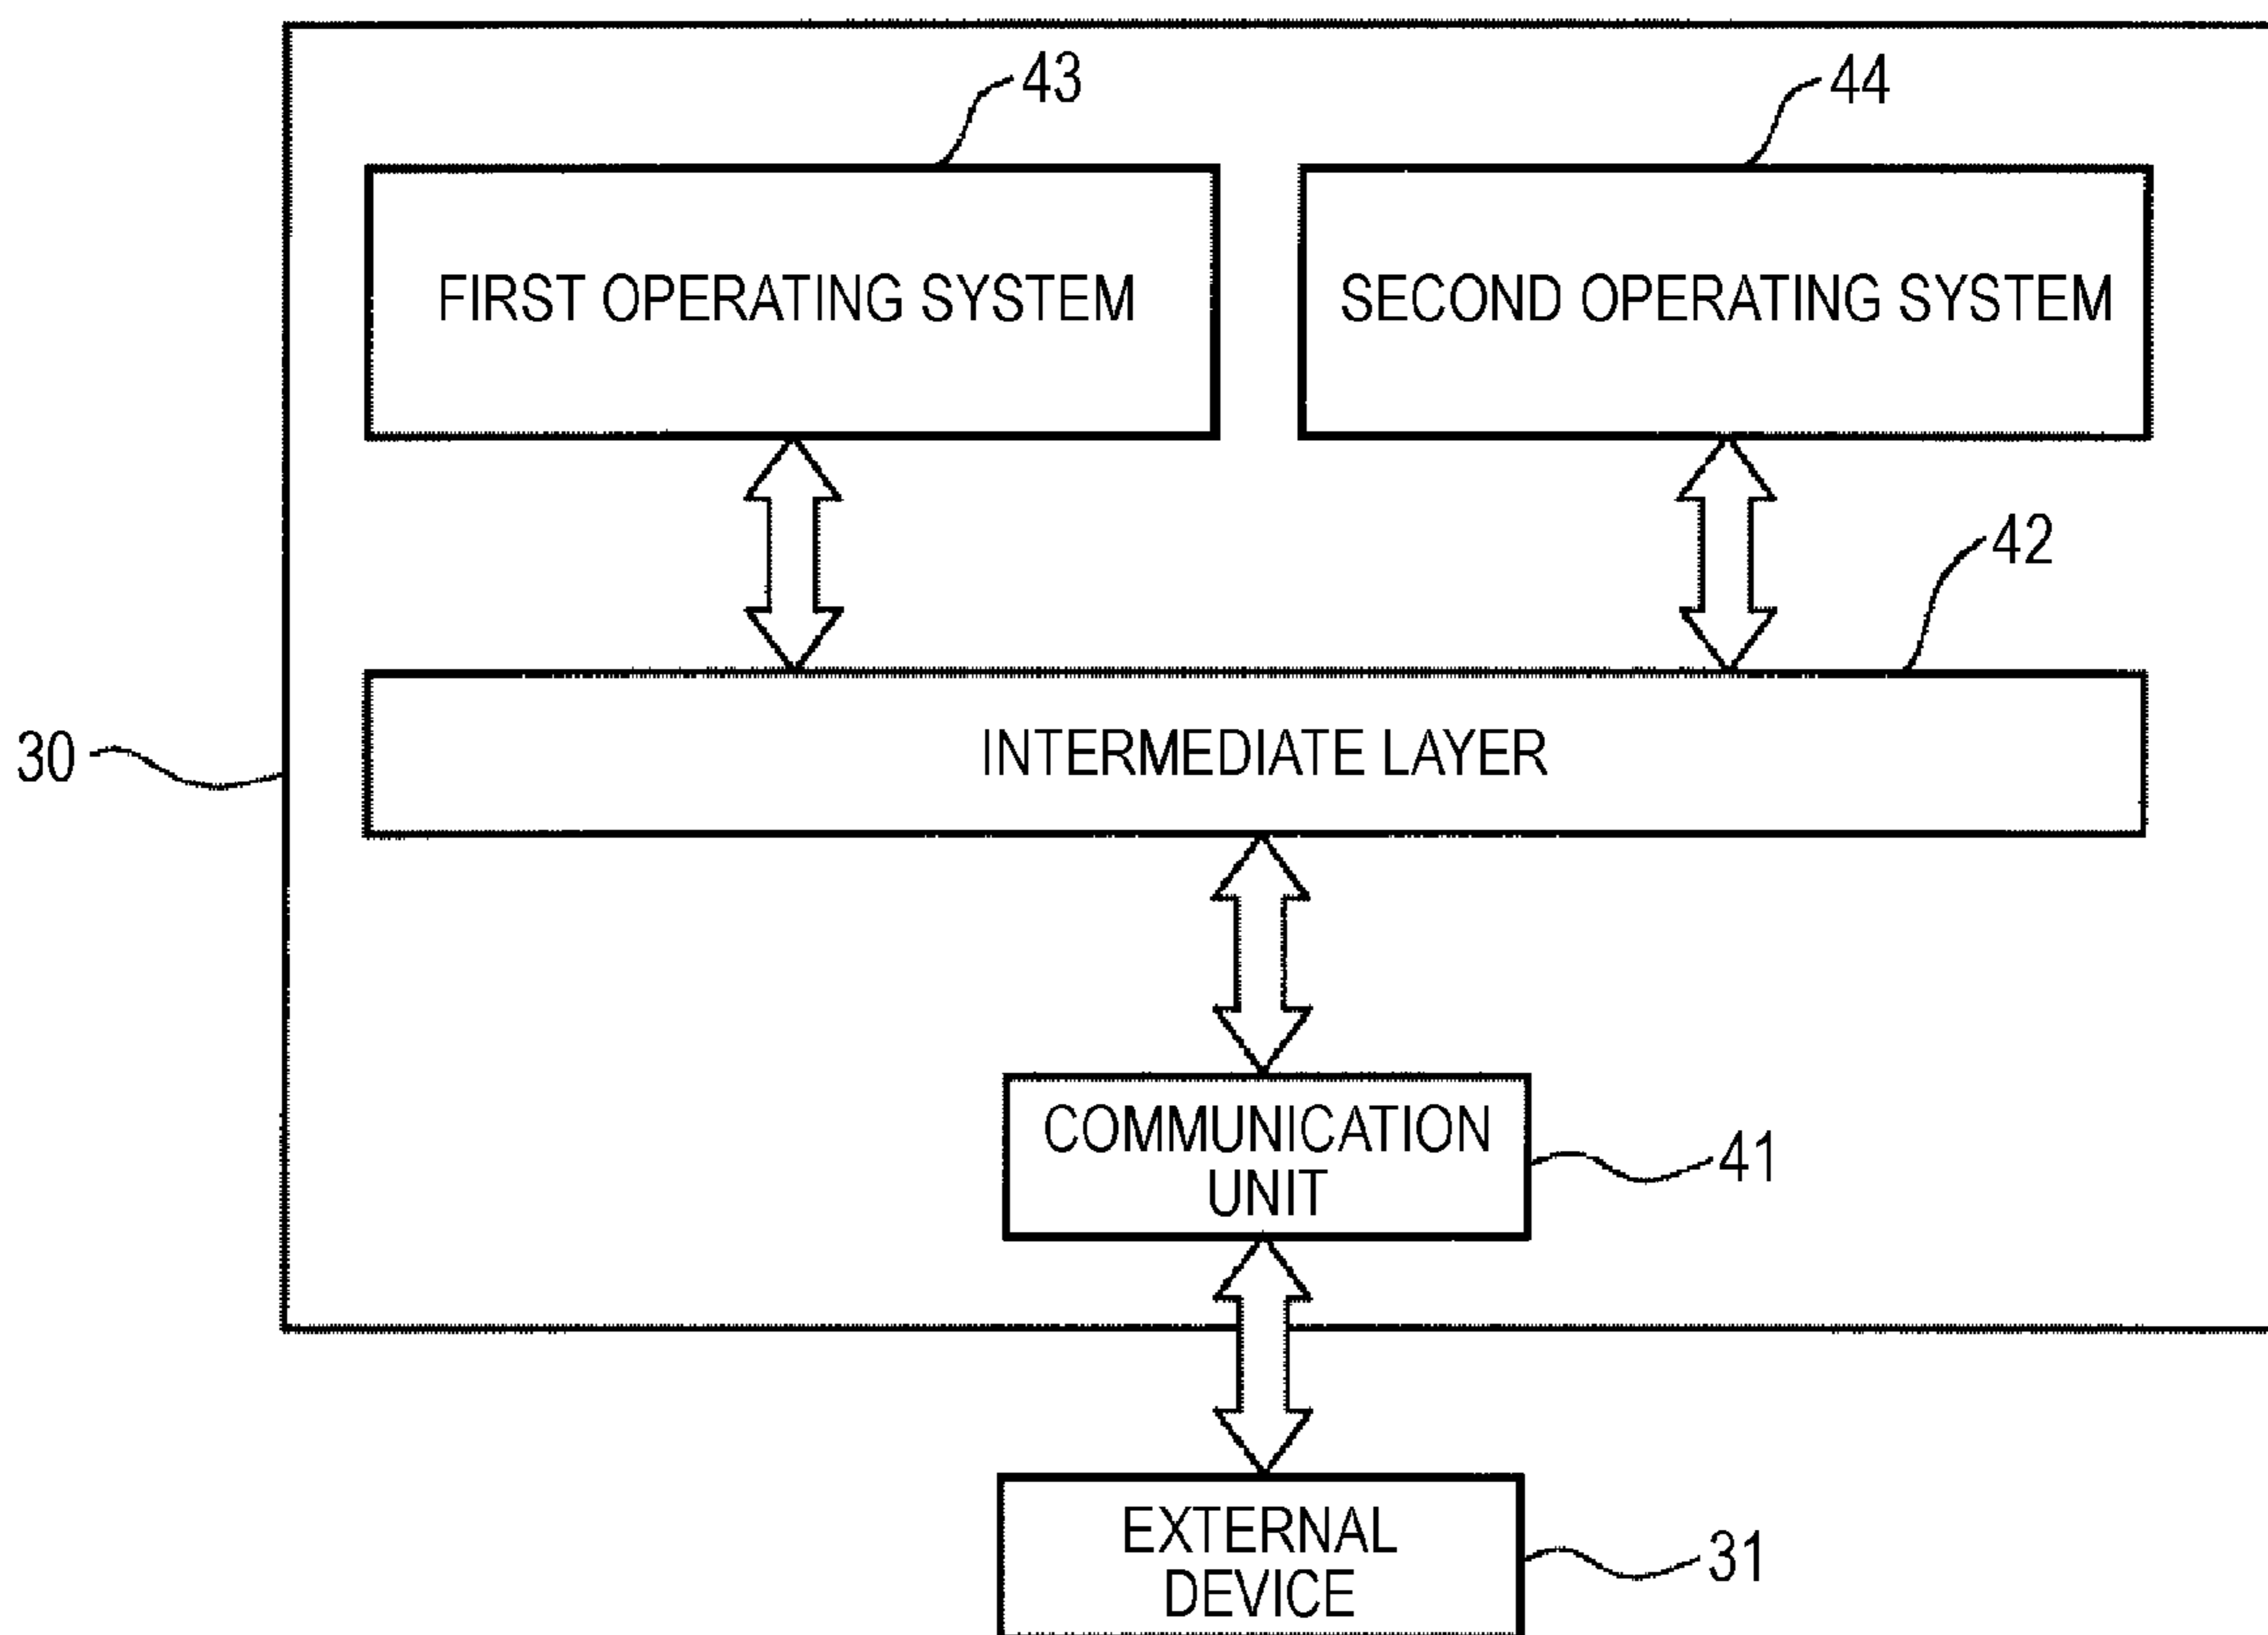 43
44
FIRST OPERATING SYSTEM
SECOND OPERATING SYSTEM
42
30
INTERMEDIATE LAYER
COMMUNICATION
UNIT
41
EXTERNAL
DEVICE
31